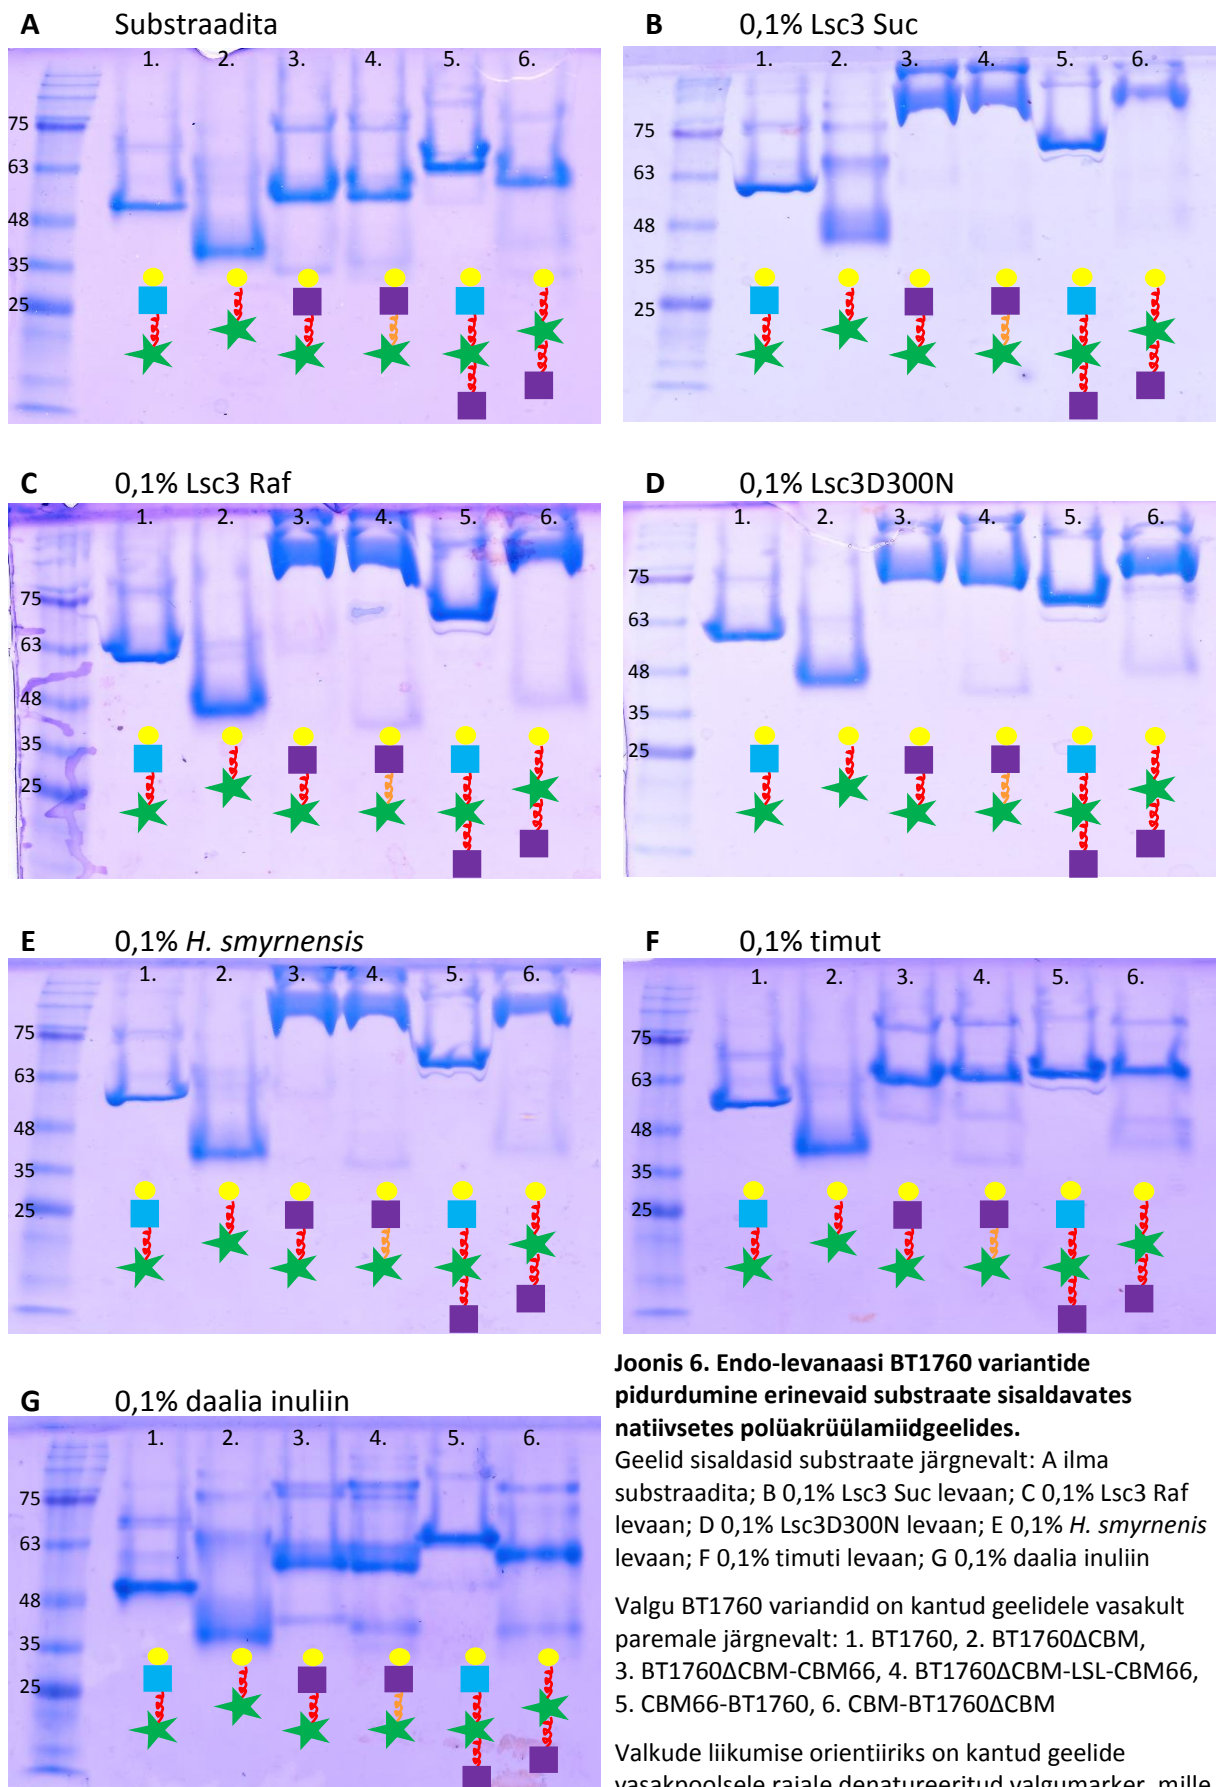 A Substraadita
1. 2. 3. 4. 5. 6.
75
63
48
35
25
B 0,1% Lsc3 Suc
1. 2. 3. 4. 5. 6.
75
63
48
35
25
C 0,1% Lsc3 Raf
1. 2. 3. 4. 5. 6.
75
63
48
35
25
D 0,1% Lsc3D300N
1. 2. 3. 4. 5. 6.
75
63
48
35
25
E 0,1% H. smyrnensis
1. 2. 3. 4. 5. 6.
75
63
48
35
25
F 0,1% timut
1. 2. 3. 4. 5. 6.
75
63
48
35
25
G 0,1% daalia inuliin
1. 2. 3. 4. 5. 6.
75
63
48
35
25
Joonis 6. Endo-levanaasi BT1760 variantide
pidurdumine erinevaid substraate sisaldavates
natiivsetes polüakrüülamiidgeelides.
Geelid sisaldasid substraate järgnevalt: A ilma
substraadita; B 0,1% Lsc3 Suc levaan; C 0,1% Lsc3 Raf
levaan; D 0,1% Lsc3D300N levaan; E 0,1% H. smyrnenis
levaan; F 0,1% timuti levaan; G 0,1% daalia inuliin
Valgu BT1760 variandid on kantud geelidele vasakult
paremale järgnevalt: 1. BT1760, 2. BT1760ΔCBM,
3. BT1760ΔCBM-CBM66, 4. BT1760ΔCBM-LSL-CBM66,
5. CBM66-BT1760, 6. CBM-BT1760ΔCBM
Valkude liikumise orientiiriks on kantud geelide
vasakpoolsele rajale denatureeritud valgumarker, mille